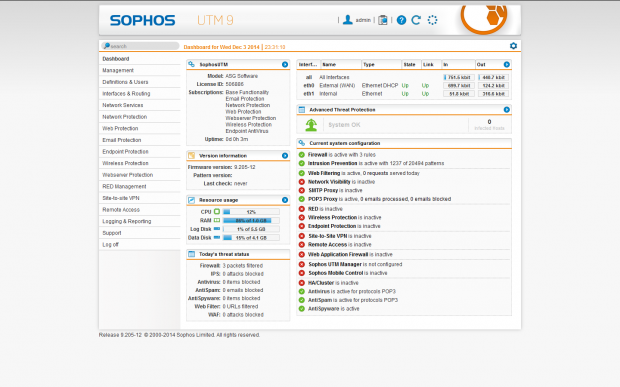 SOPHOS UTM 9
admin
search
Dashboard for Wed Dec 3 2014 | 23:31:18
Dashboard
Management
Definitions & Users
Interfaces & Routing
Network Services
Network Protection
Web Protection
Email Protection
Endpoint Protection
Wireless Protection
Webserver Protection
RED Management
Site-to-site VPN
Remote Access
Logging & Reporting
Support
Log off
SophosUTM
Model: ASG Software
License ID:
Subscriptions: Base Functionality
Email Protection
Network Protection
Web Protection
Webserver Protection
Wireless Protection
Endpoint AntiVirus
Uptime: 0d 0h 3m
Version information
Firmware version: 9.205-12
Pattern version:
Last check: never
Resource usage
CPU 12%
RAM
Log Disk 1% of 5.5 GB
Data Disk 15% of 4.1 GB
Today's threat status
Firewall: 3 packets filtered
IPS: 0 attacks blocked
Antivirus: 0 items blocked
AntiSpam: 0 emails blocked
AntiSpyware: 0 items blocked
Web Filter: 0 URLs filtered
WAF: 0 attacks blocked
Interf... Name Type State Link In Out
all All Interfaces 751.5 kbit 440.7 kbit
eth0 External (WAN) Ethernet DHCP Up Up 699.7 kbit 124.2 kbit
eth1 Internal Ethernet Up Up 51.8 kbit 316.6 kbit
Advanced Threat Protection
System OK
0
Infected hosts
Current system configuration
Firewall is active with 3 rules
Intrusion Prevention is active with 1237 of 20494 patterns
Web Filtering is active, 0 requests served today
Network Visibility is inactive
SMTP Proxy is inactive
POP3 Proxy is active, 0 emails processed, 0 emails blocked
RED is inactive
Wireless Protection is inactive
Endpoint Protection is inactive
Site-to-Site VPN is inactive
Remote Access is inactive
Web Application Firewall is inactive
Sophos UTM Manager is not configured
Sophos Mobile Control is inactive
HA/Cluster is inactive
Antivirus is active for protocols POP3
AntiSpam is active for protocols POP3
AntiSpyware is active
Release 9.205-12 © 2000-2014 Sophos Limited. All rights reserved.